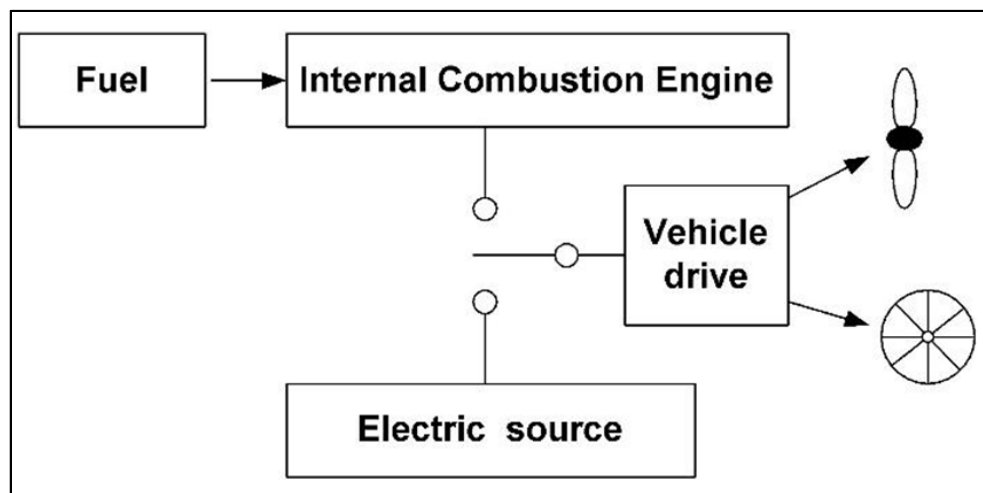 Fuel
Internal Combustion Engine
Vehicle
drive
Electric source